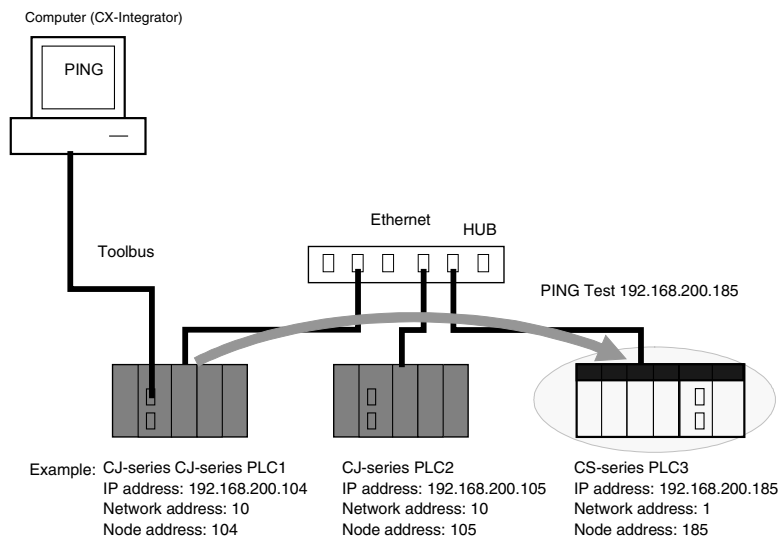 Computer (CX-Integrator)
PING
Ethernet
HUB
Toolbus
PING Test 192.168.200.185
Example: CJ-series CJ-series PLC1
IP address: 192.168.200.104
Network address: 10
Node address: 104
CJ-series PLC2
IP address: 192.168.200.105
Network address: 10
Node address: 105
CS-series PLC3
IP address: 192.168.200.185
Network address: 1
Node address: 185